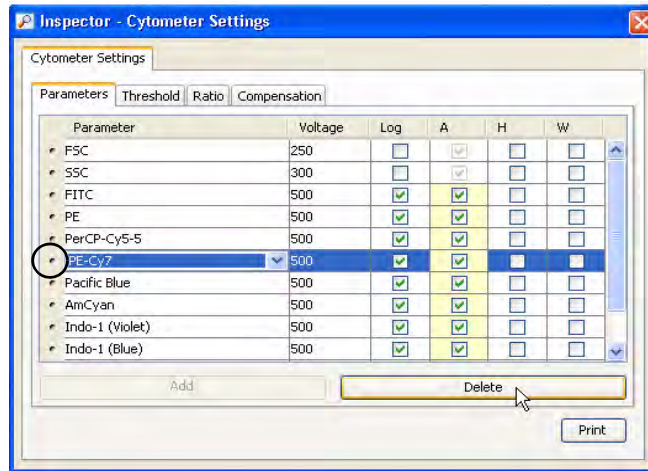 Inspector - Cytometer Settings
Cytometer Settings
Parameters Threshold Ratio Compensation
Parameter Voltage Log A H W
FSC 250
SSC 300
FITC 500
PE 500
PerCP-Cy5-5 500
PE-Cy7 500
Pacific Blue 500
AmCyan 500
Indo-1 (Violet) 500
Indo-1 (Blue) 500
Add Delete
Print